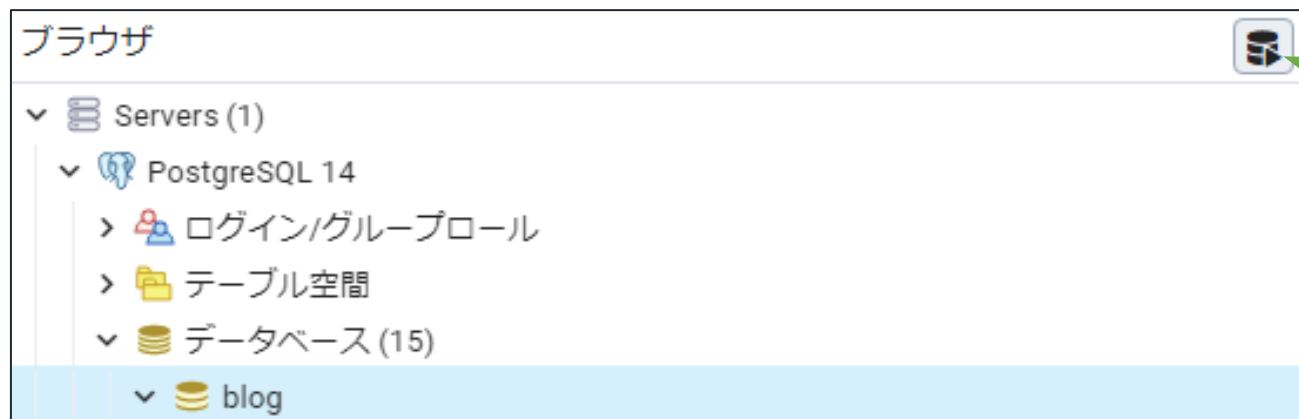 ブラウザ
Servers (1)
PostgreSQL 14
ログイン/グループロール
テーブル空間
データベース (15)
blog